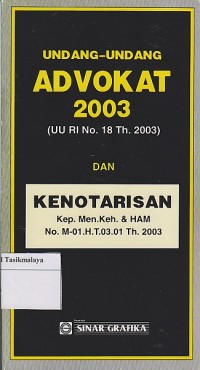 UNDANG-UNDANG
ADVOKAT
2003
(UU RI No. 18 Th. 2003)
DAN
KENOTARISAN
Kep. Men.Keh. & HAM
No. M-01.H.T.03.01 Th. 2003
Tasikmalaya
SINAR GRAFIKA